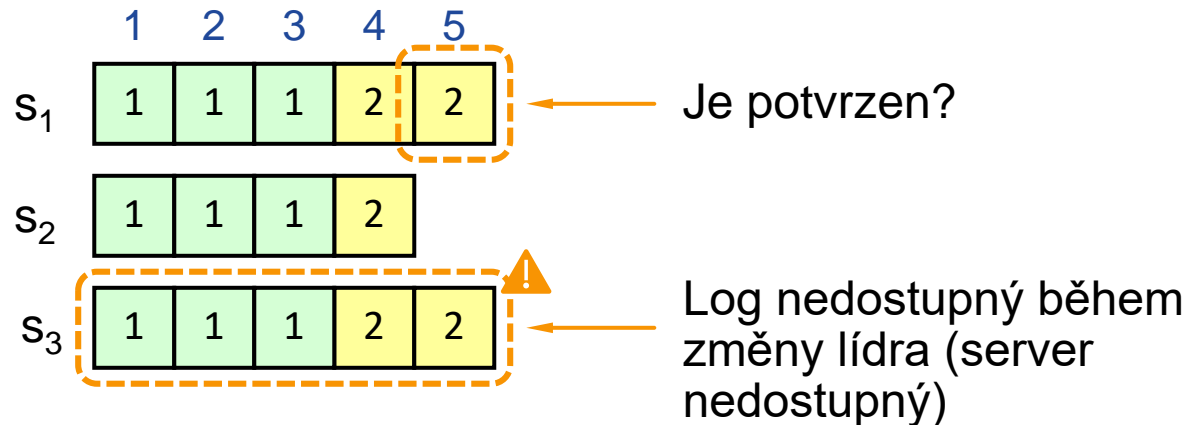 1 2 3 4 5
s1 1 1 1 2 2 Je potvrzen?
s2 1 1 1 2
s3 1 1 1 2 2 Log nedostupný během
změny lídra (server
nedostupný)